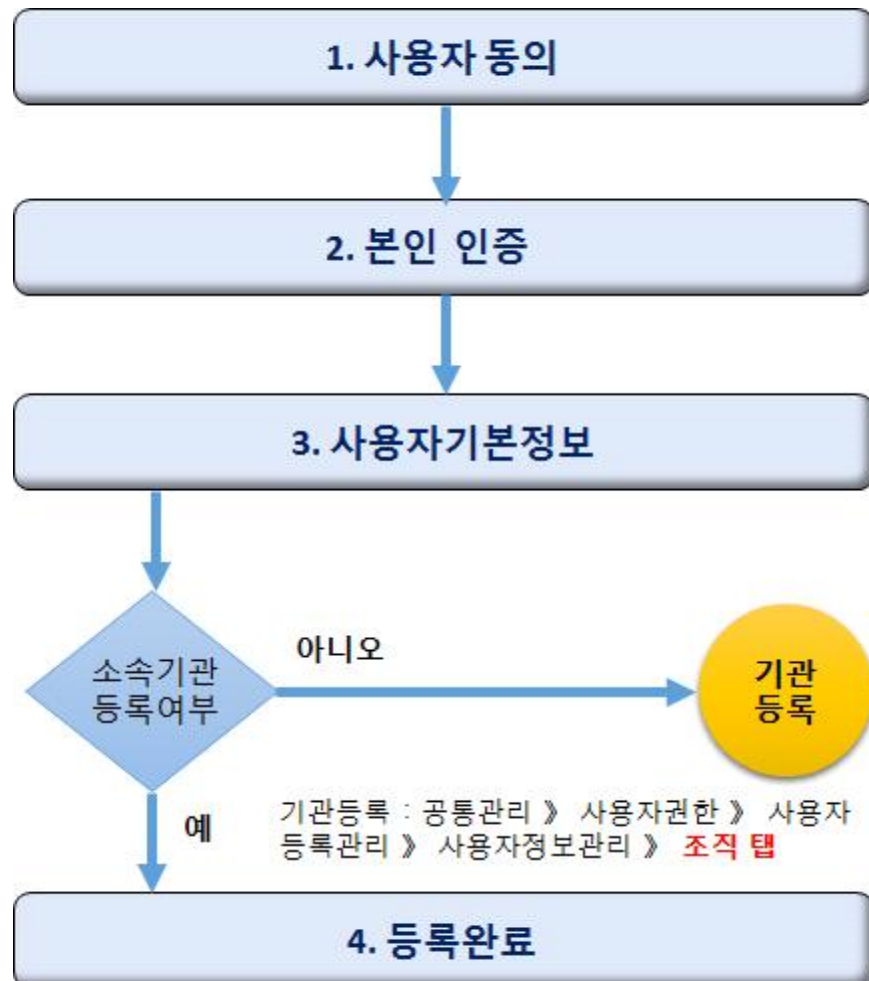 1. 사용자 동의
2. 본인 인증
3. 사용자기본정보
소속기관
등록여부
아니오
기관
등록
예
기관등록 : 공통관리 》 사용자권한 》 사용자
등록관리 》 사용자정보관리 》 조직 탭
4. 등록완료